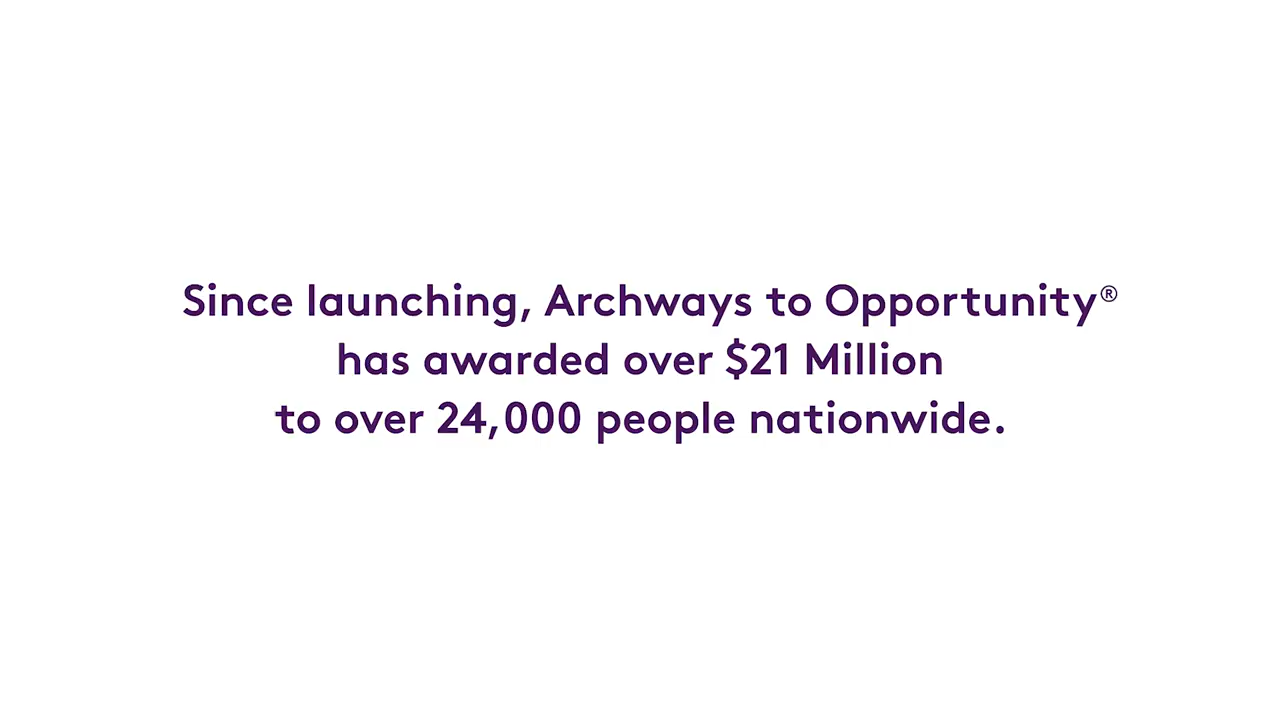 Since launching, Archways to Opportunity®
has awarded over $21 Million
to over 24,000 people nationwide.